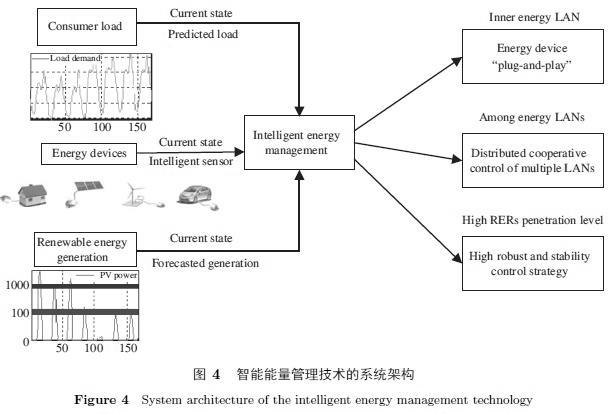 Consumer load
Current state
Predicted load
Load demand
50 100 150
Energy devices
Current state
Intelligent sensor
Renewable energy
generation
Current state
Forecasted generation
PV power
1000
100
0
50 100 150
Intelligent energy
management
Inner energy LAN
Energy device
“plug-and-play”
Among energy LANs
Distributed cooperative
control of multiple LANs
High RERs penetration level
High robust and stability
control strategy
图 4 智能能量管理技术的系统架构
Figure 4 System architecture of the intelligent energy management technology